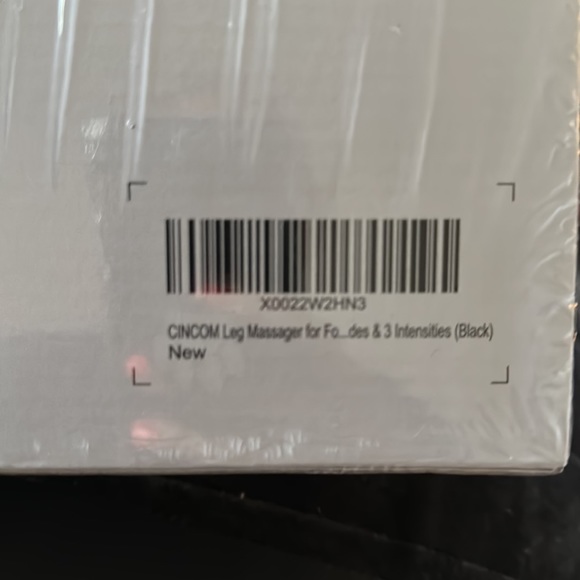 X0022W2HN3
CINCOM Leg Massager for Fo...des & 3 Intensities (Black)
New